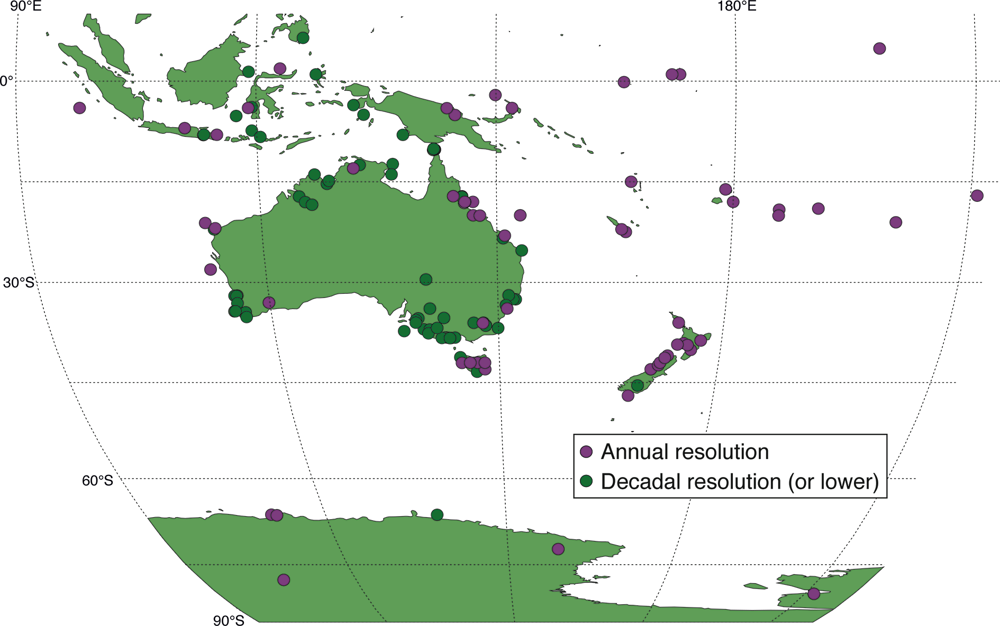 90°E
180°E
0°
30°S
Annual resolution
Decadal resolution (or lower)
60°S
90°S